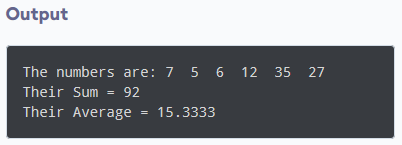 Output
The numbers are: 7  5  6  12  35  27
Their Sum = 92
Their Average = 15.3333